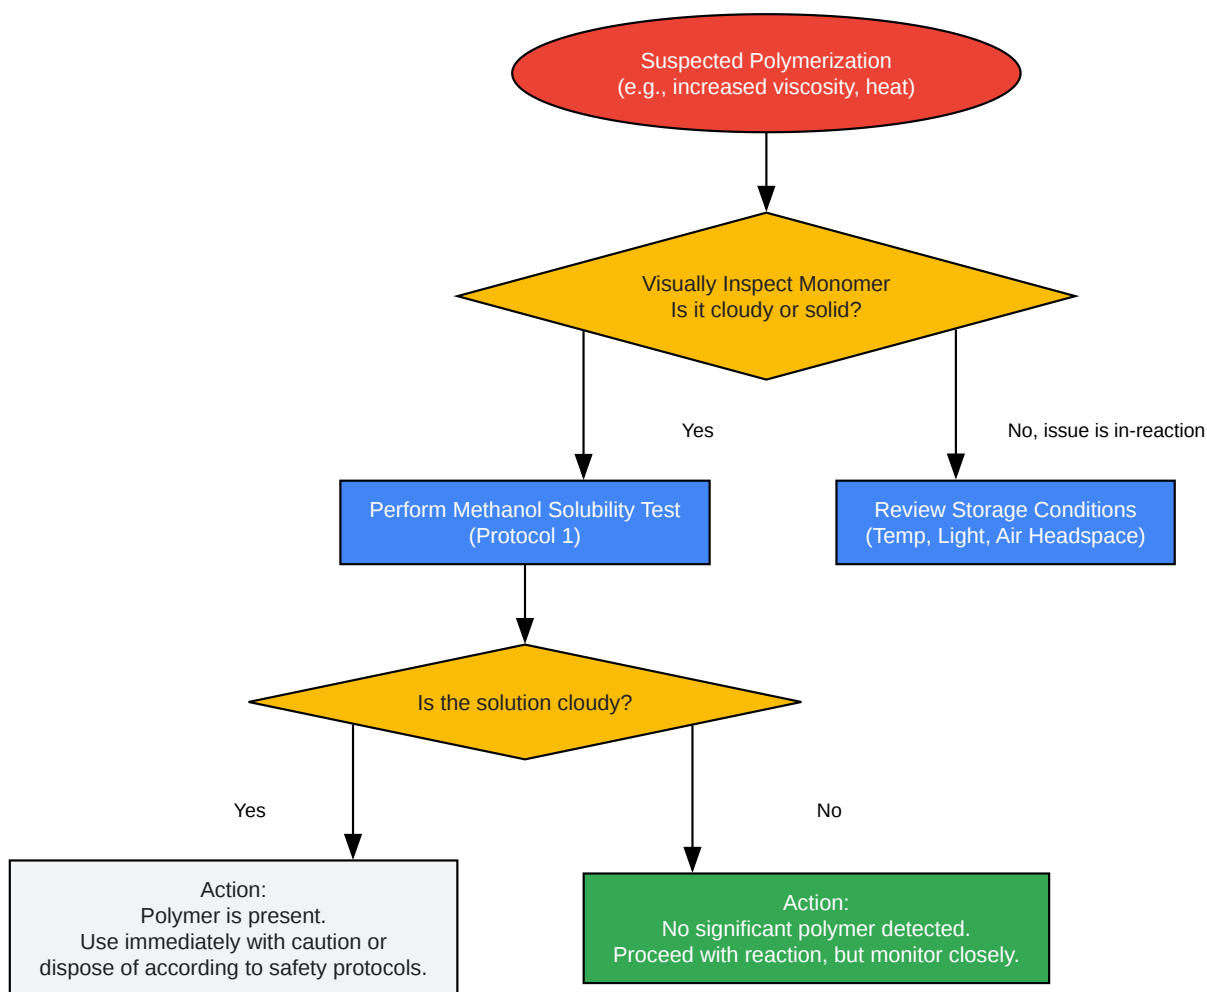 Suspected Polymerization
(e.g., increased viscosity, heat)
Visually Inspect Monomer
Is it cloudy or solid?
Yes
No, issue is in-reaction
Perform Methanol Solubility Test
(Protocol 1)
Review Storage Conditions
(Temp, Light, Air Headspace)
Is the solution cloudy?
Yes
No
Action:
Polymer is present.
Use immediately with caution or
dispose of according to safety protocols.
Action:
No significant polymer detected.
Proceed with reaction, but monitor closely.